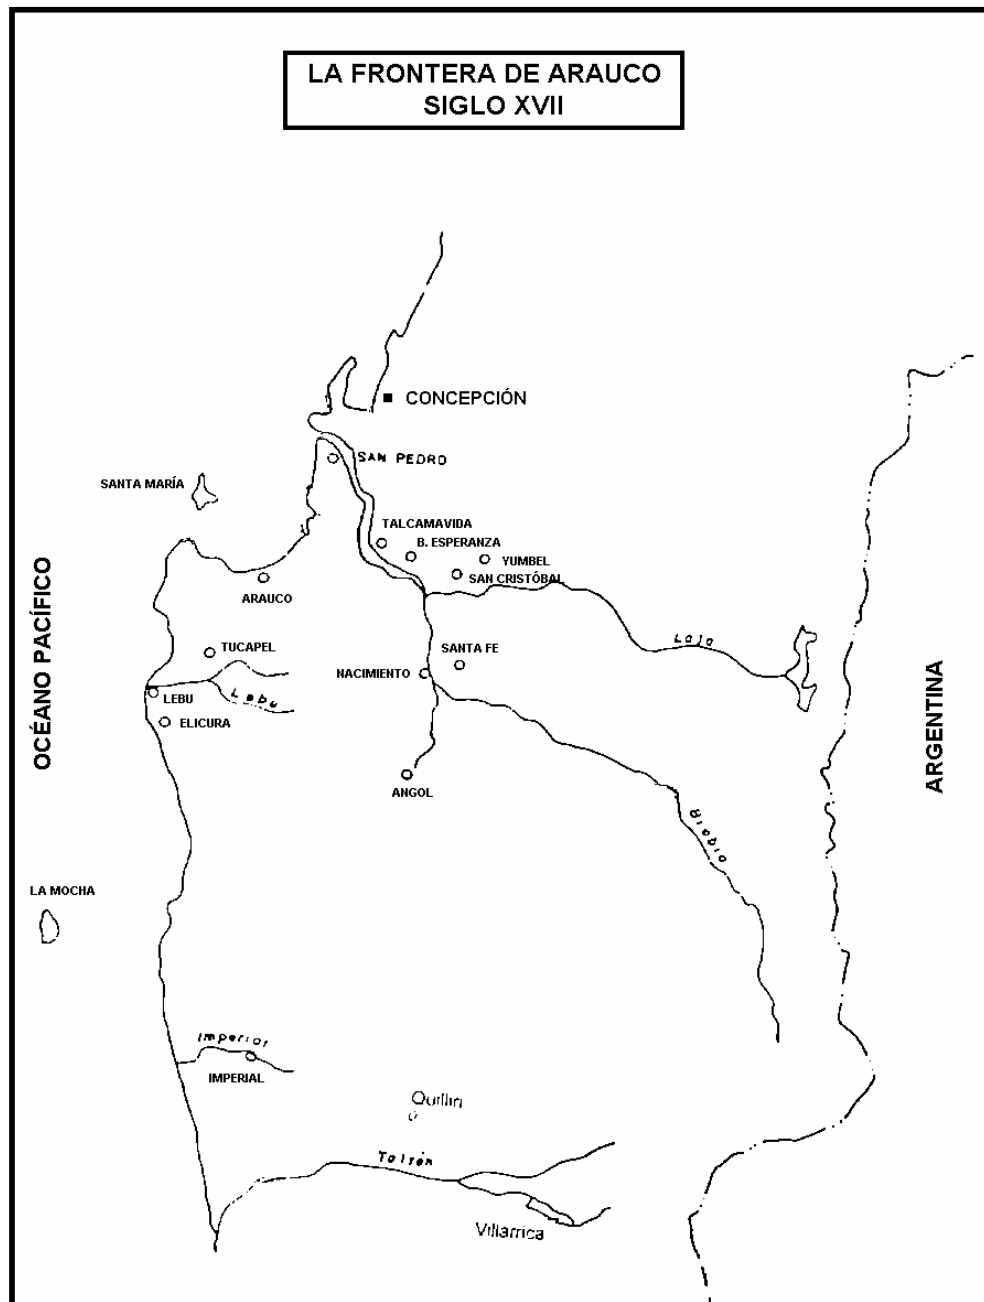 LA FRONTERA DE ARAUCO
SIGLO XVII
CONCEPCIÓN
SAN PEDRO
SANTA MARÍA
TALCAMAVIDA
B. ESPERANZA
YUMBEL
SAN CRISTÓBAL
ARAUCO
OCÉANO PACÍFICO
TUCAPEL
SANTA FE
Laja
NACIMIENTO
LEBU
Lebu
ELICURA
ARGENTINA
ANGOL
Biobio
LA MOCHA
Imperial
IMPERIAL
Quillin
Toltén
Villarrica